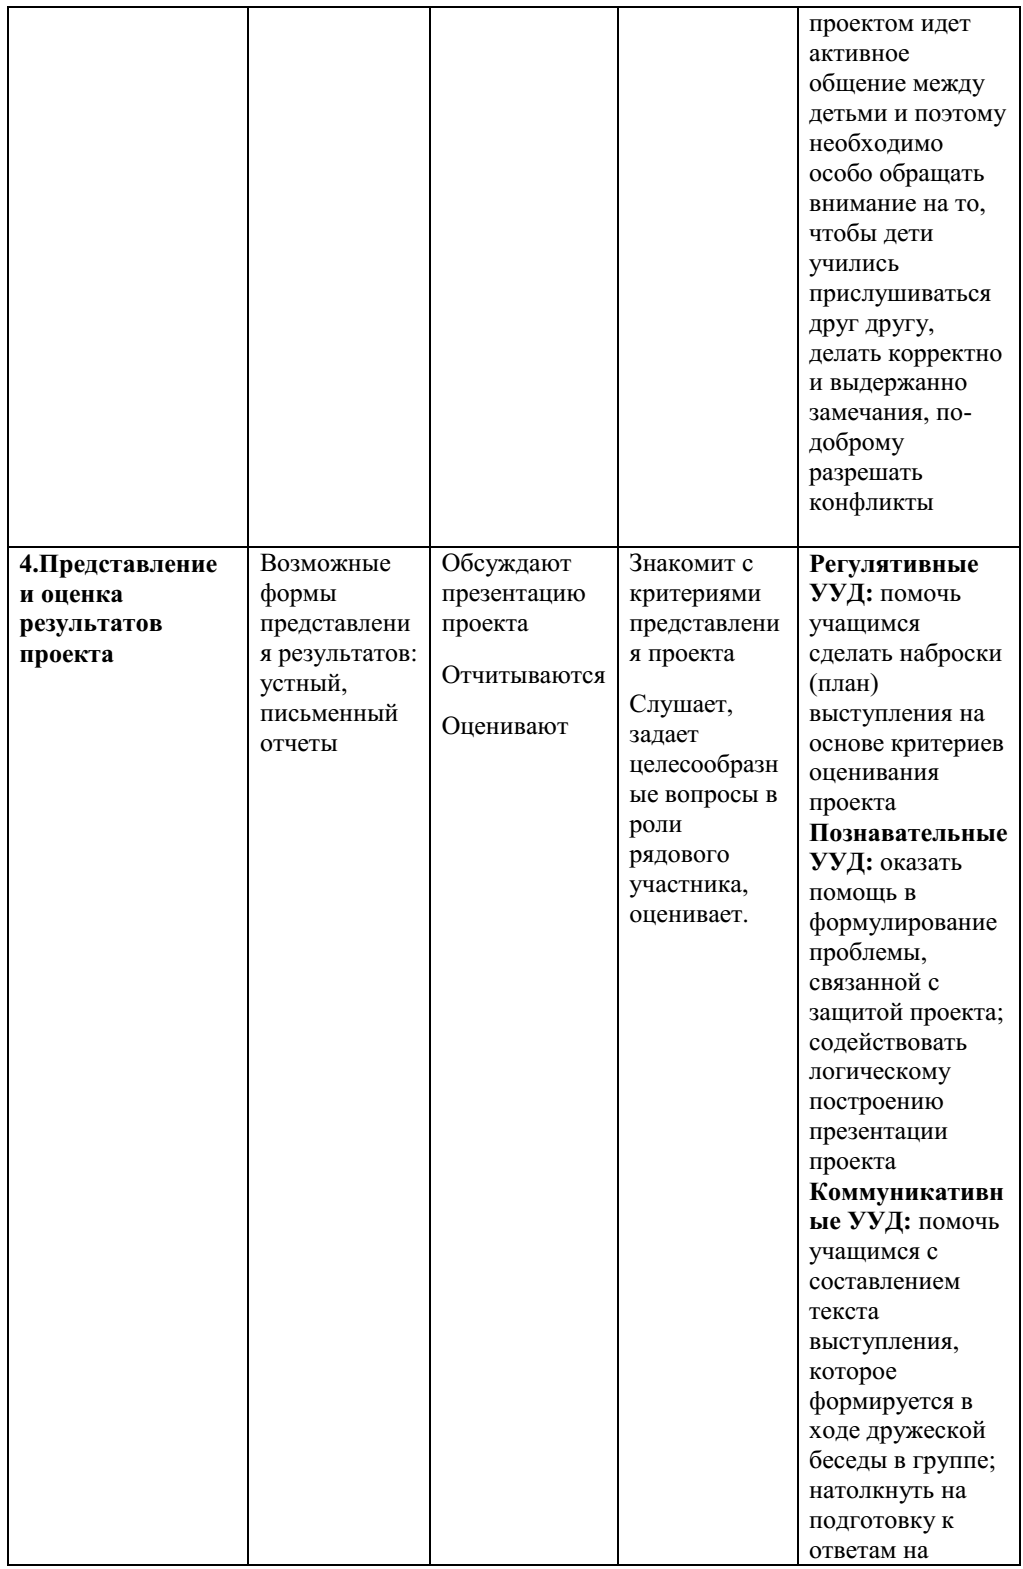 проектом идет
активное
общение между
детьми и поэтому
необходимо
особо обращать
внимание на то,
чтобы дети
учились
прислушиваться
друг другу,
делать корректно
и выдержанно
замечания, по-
доброму
разрешать
конфликты
4.Представление
и оценка
результатов
проекта
Возможные
формы
представлени
я результатов:
устный,
письменный
отчеты
Обсуждают
презентацию
проекта
Отчитываются
Оценивают
Знакомит с
критериями
представлени
я проекта
Слушает,
задает
целесообразн
ые вопросы в
роли
рядового
участника,
оценивает.
Регулятивные
УУД: помочь
учащимся
сделать наброски
(план)
выступления на
основе критериев
оценивания
проекта
Познавательные
УУД: оказать
помощь в
формулирование
проблемы,
связанной с
защитой проекта;
содействовать
логическому
построению
презентации
проекта
Коммуникативн
ые УУД: помочь
учащимся с
составлением
текста
выступления,
которое
формируется в
ходе дружеской
беседы в группе;
натолкнуть на
подготовку к
ответам на